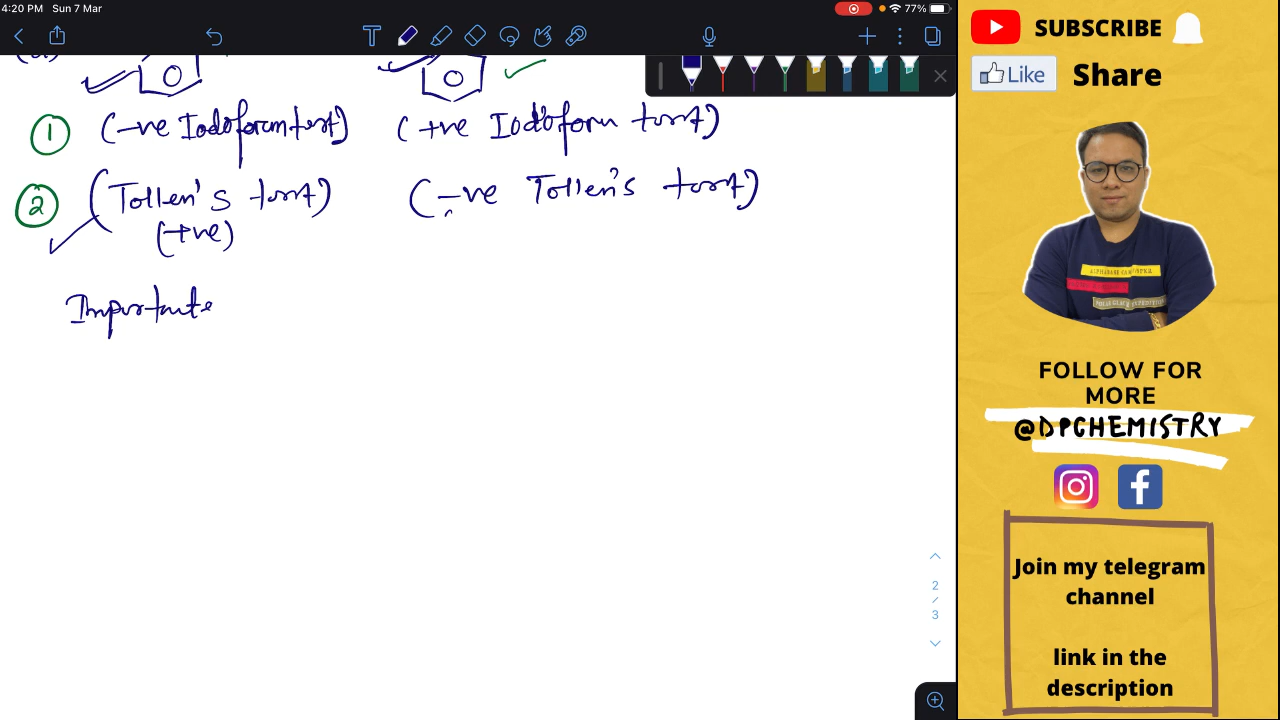 4:20 PM Sun 7 Mar
77%
① (-ve Iodoform test) (+ve Iodoform test)
② (Tollen's test) (-ve Tollen's test)
(+ve)
Importante
2
/
3
SUBSCRIBE
Like Share
FOLLOW FOR
MORE
@DPCHEMISTRY
Join my telegram
channel
link in the
description